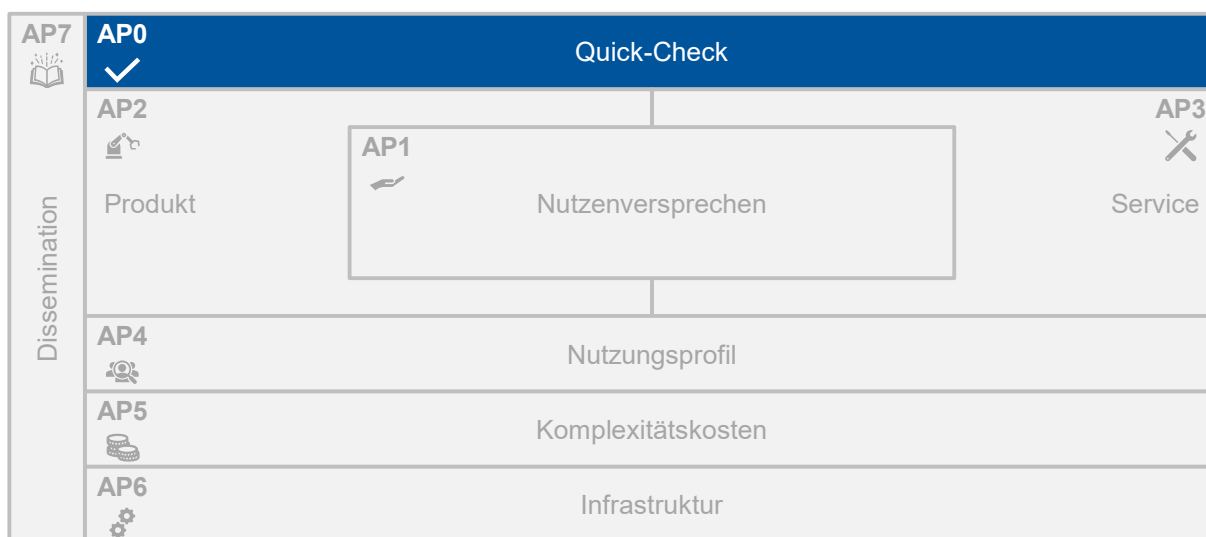 AP7
Dissemination
AP0
Quick-Check
AP2
Produkt
AP1
Nutzenversprechen
AP3
Service
AP4
Nutzungsprofil
AP5
Komplexitätskosten
AP6
Infrastruktur